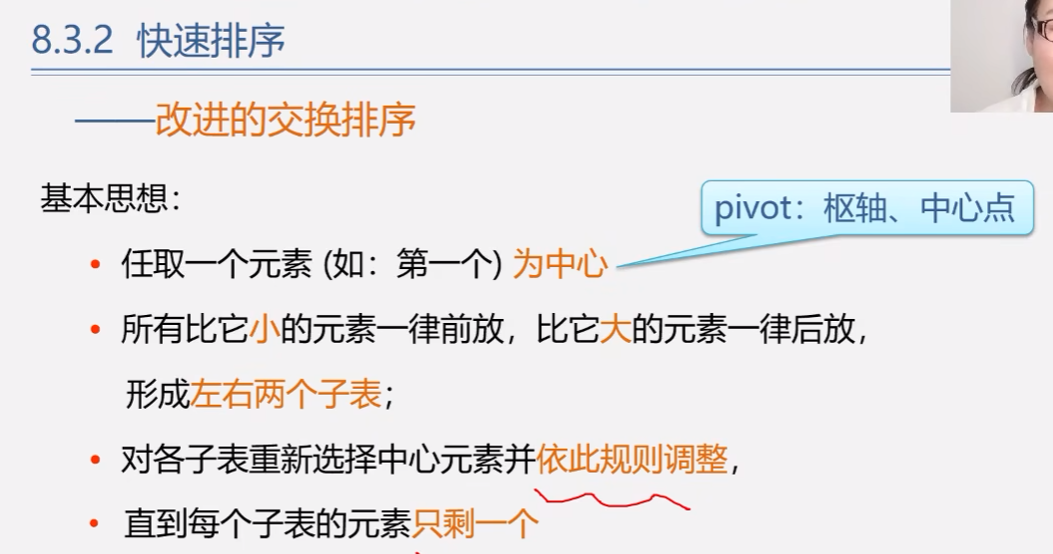 8.3.2 快速排序
——改进的交换排序
基本思想：
pivot：枢轴、中心点
• 任取一个元素 (如：第一个) 为中心
• 所有比它小的元素一律前放，比它大的元素一律后放，
形成左右两个子表；
• 对各子表重新选择中心元素并依此规则调整，
• 直到每个子表的元素只剩一个